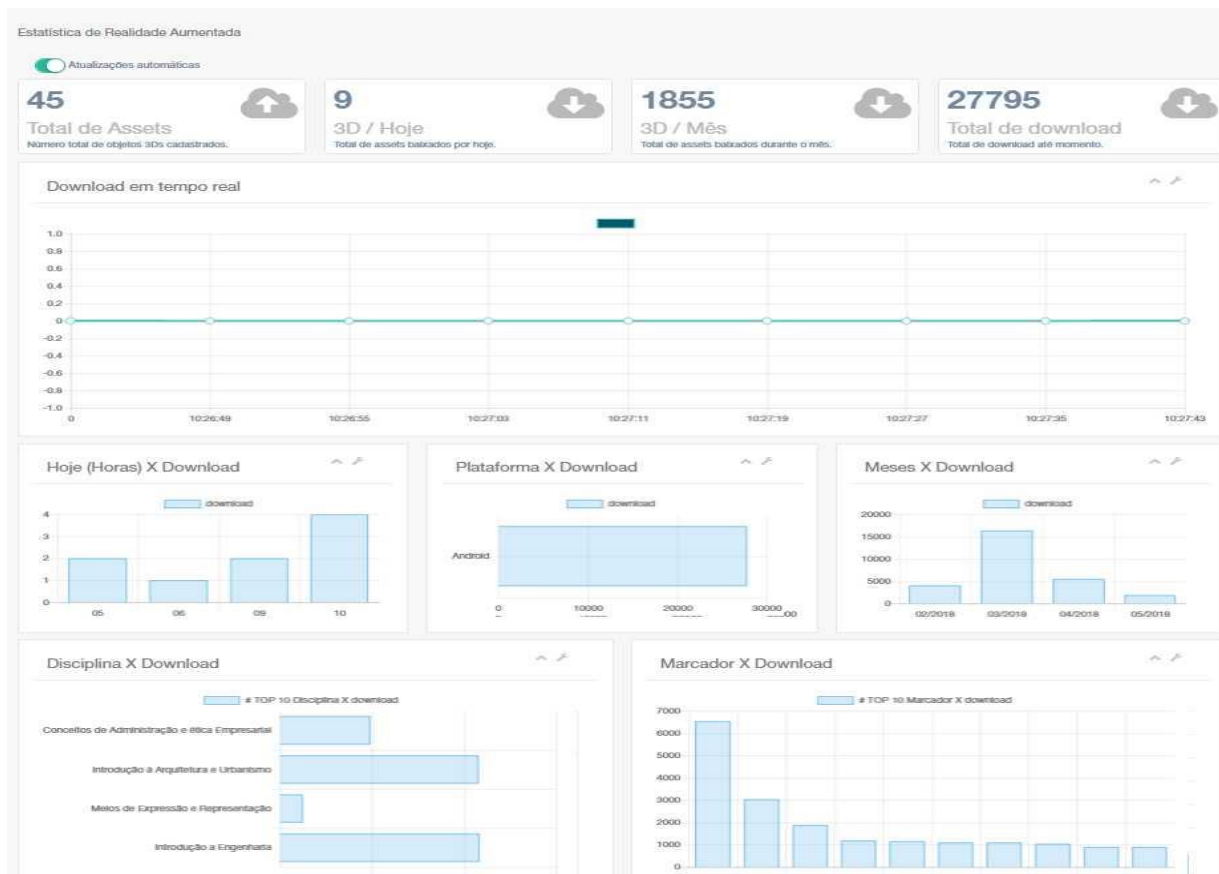 Estatística de Realidade Aumentada
Atualizações automáticas
45
Total de Assets
Número total de objetos 3Ds cadastrados.
9
3D / Hoje
Total de assets baixados por hoje.
1855
3D / Mês
Total de assets baixados durante o mês.
27795
Total de download
Total de download até momento.
Download em tempo real
1.0
0.8
0.6
0.4
0.2
0
-0.2
-0.4
-0.6
-0.8
-1.0
0 10:26:49 10:26:55 10:27:03 10:27:11 10:27:19 10:27:27 10:27:35 10:27:43
Hoje (Horas) X Download
download
4
3
2
1
0
05 06 09 10
Plataforma X Download
download
Android
0 10000 20000 30000
Meses X Download
download
20000
15000
10000
5000
0
02/2018 03/2018 04/2018 05/2018
Disciplina X Download
# TOP 10 Disciplina X download
Conceitos de Administração e ética Empresarial
Introdução à Arquitetura e Urbanismo
Meios de Expressão e Representação
Introdução a Engenharia
Marcador X Download
# TOP 10 Marcador X download
7000
6000
5000
4000
3000
2000
1000
0